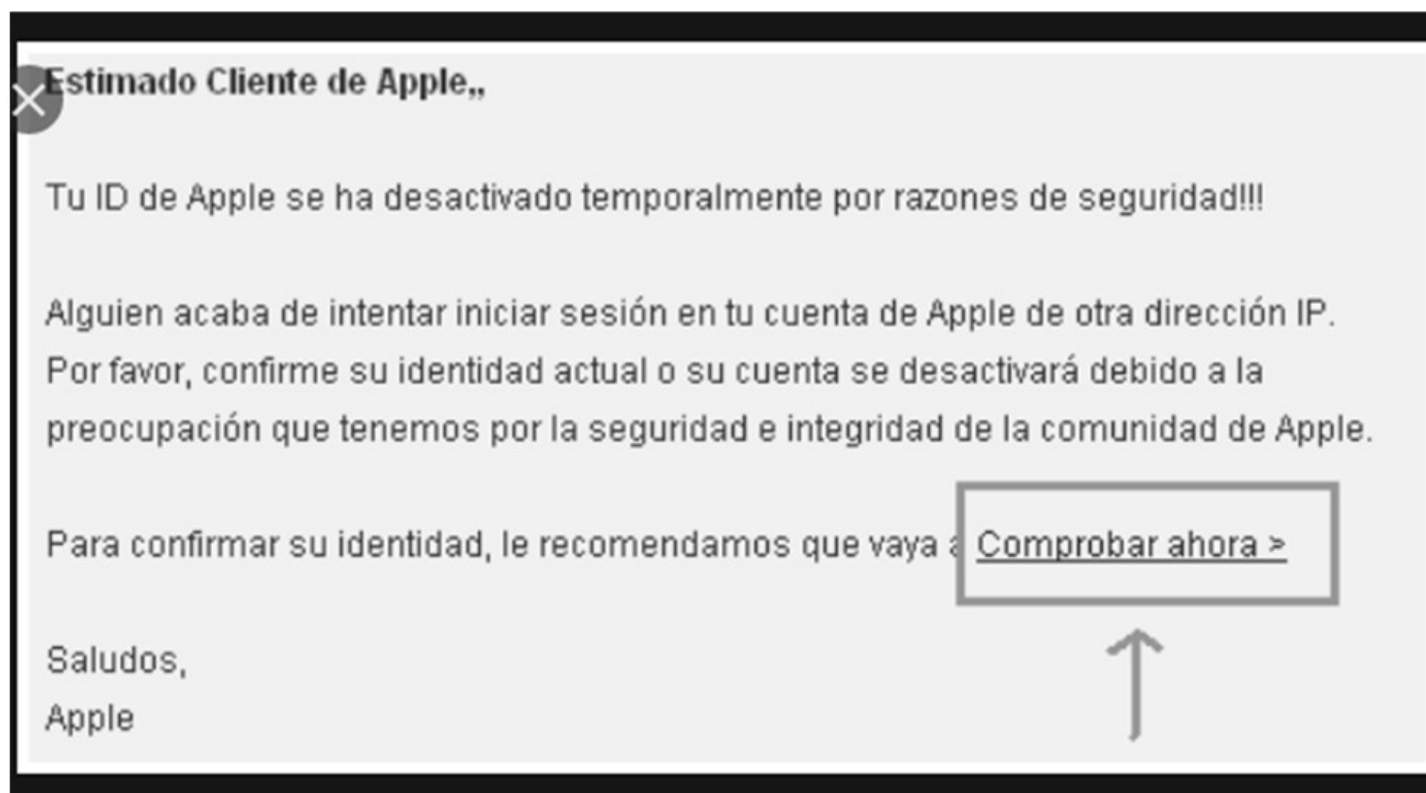 Estimado Cliente de Apple,,
Tu ID de Apple se ha desactivado temporalmente por razones de seguridad!!!
Alguien acaba de intentar iniciar sesión en tu cuenta de Apple de otra dirección IP.
Por favor, confirme su identidad actual o su cuenta se desactivará debido a la
preocupación que tenemos por la seguridad e integridad de la comunidad de Apple.
Para confirmar su identidad, le recomendamos que vaya a Comprobar ahora >
Saludos,
Apple